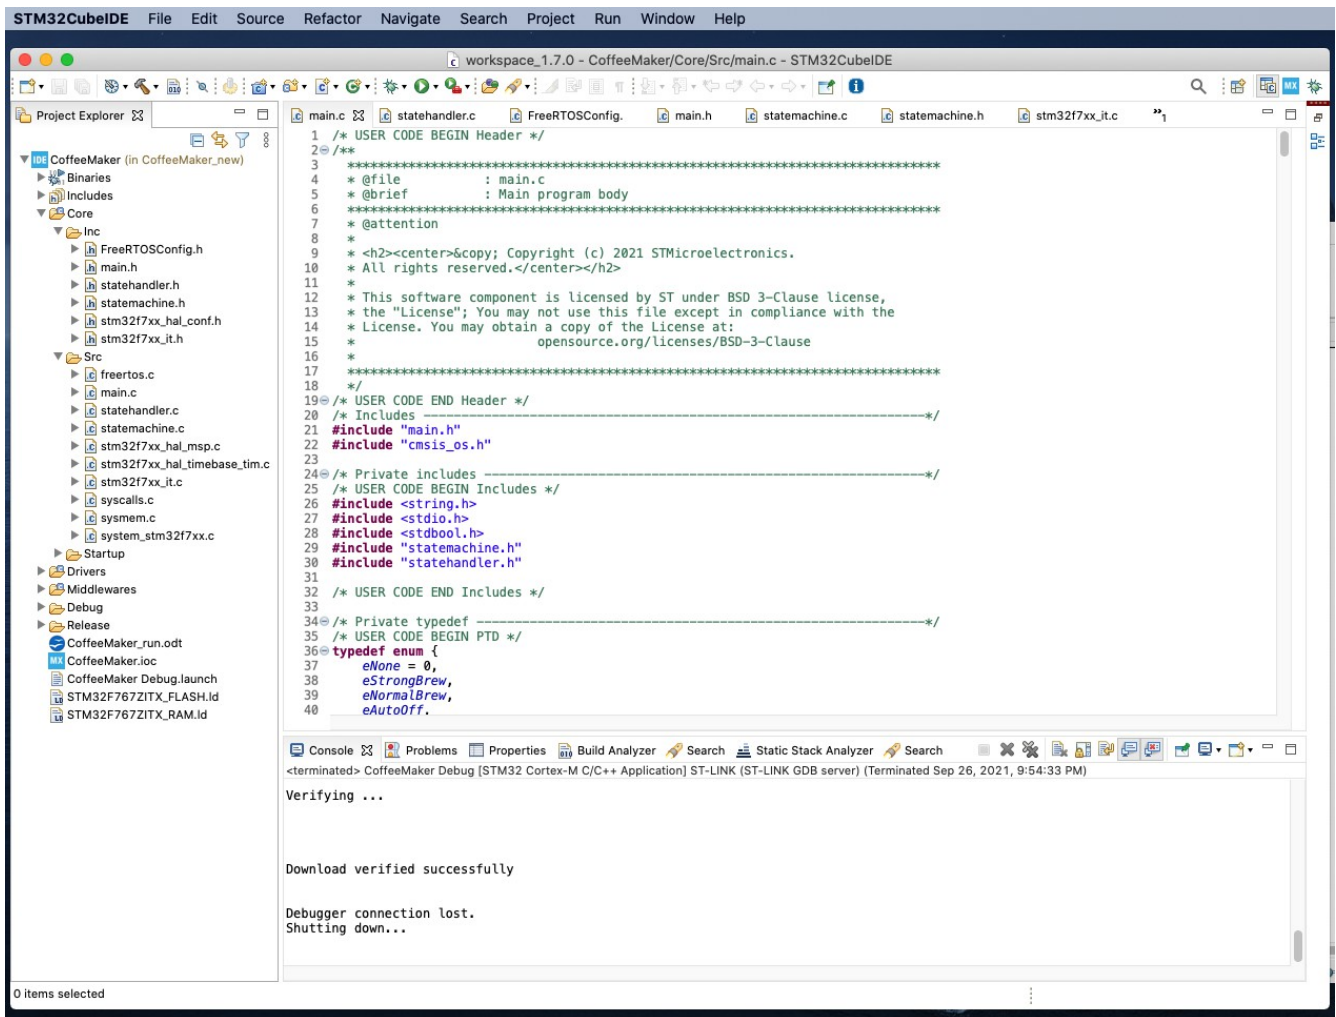 STM32CubeIDE File Edit Source Refactor Navigate Search Project Run Window Help
workspace_1.7.0 - CoffeeMaker/Core/Src/main.c - STM32CubeIDE
Project Explorer
CoffeeMaker (in CoffeeMaker_new)
Binaries
Includes
Core
Inc
FreeRTOSConfig.h
main.h
statehandler.h
statemachine.h
stm32f7xx_hal_conf.h
stm32f7xx_it.h
Src
freertos.c
main.c
statehandler.c
statemachine.c
stm32f7xx_hal_msp.c
stm32f7xx_hal_timebase_tim.c
stm32f7xx_it.c
syscalls.c
sysmem.c
system_stm32f7xx.c
Startup
Drivers
Middlewares
Debug
Release
CoffeeMaker_run.odt
CoffeeMaker.ioc
CoffeeMaker Debug.launch
STM32F767ZITX_FLASH.ld
STM32F767ZITX_RAM.ld
main.c statehandler.c FreeRTOSConfig. main.h statemachine.c statemachine.h stm32f7xx_it.c »1
1 /* USER CODE BEGIN Header */
2 /**
3 ******************************************************************************
4 * @file : main.c
5 * @brief : Main program body
6 ******************************************************************************
7 * @attention
8 *
9 * <h2><center>&copy; Copyright (c) 2021 STMicroelectronics.
10 * All rights reserved.</center></h2>
11 *
12 * This software component is licensed by ST under BSD 3-Clause license,
13 * the "License"; You may not use this file except in compliance with the
14 * License. You may obtain a copy of the License at:
15 * opensource.org/licenses/BSD-3-Clause
16 *
17 ******************************************************************************
18 */
19 /* USER CODE END Header */
20 /* Includes ------------------------------------------------------------------*/
21 #include "main.h"
22 #include "cmsis_os.h"
23
24 /* Private includes ----------------------------------------------------------*/
25 /* USER CODE BEGIN Includes */
26 #include <string.h>
27 #include <stdio.h>
28 #include <stdbool.h>
29 #include "statemachine.h"
30 #include "statehandler.h"
31
32 /* USER CODE END Includes */
33
34 /* Private typedef -----------------------------------------------------------*/
35 /* USER CODE BEGIN PTD */
36 typedef enum {
37 eNone = 0,
38 eStrongBrew,
39 eNormalBrew,
40 eAutoOff,
Console Problems Properties Build Analyzer Search Static Stack Analyzer Search
<terminated> CoffeeMaker Debug [STM32 Cortex-M C/C++ Application] ST-LINK (ST-LINK GDB server) (Terminated Sep 26, 2021, 9:54:33 PM)
Verifying ...
Download verified successfully
Debugger connection lost.
Shutting down...
0 items selected